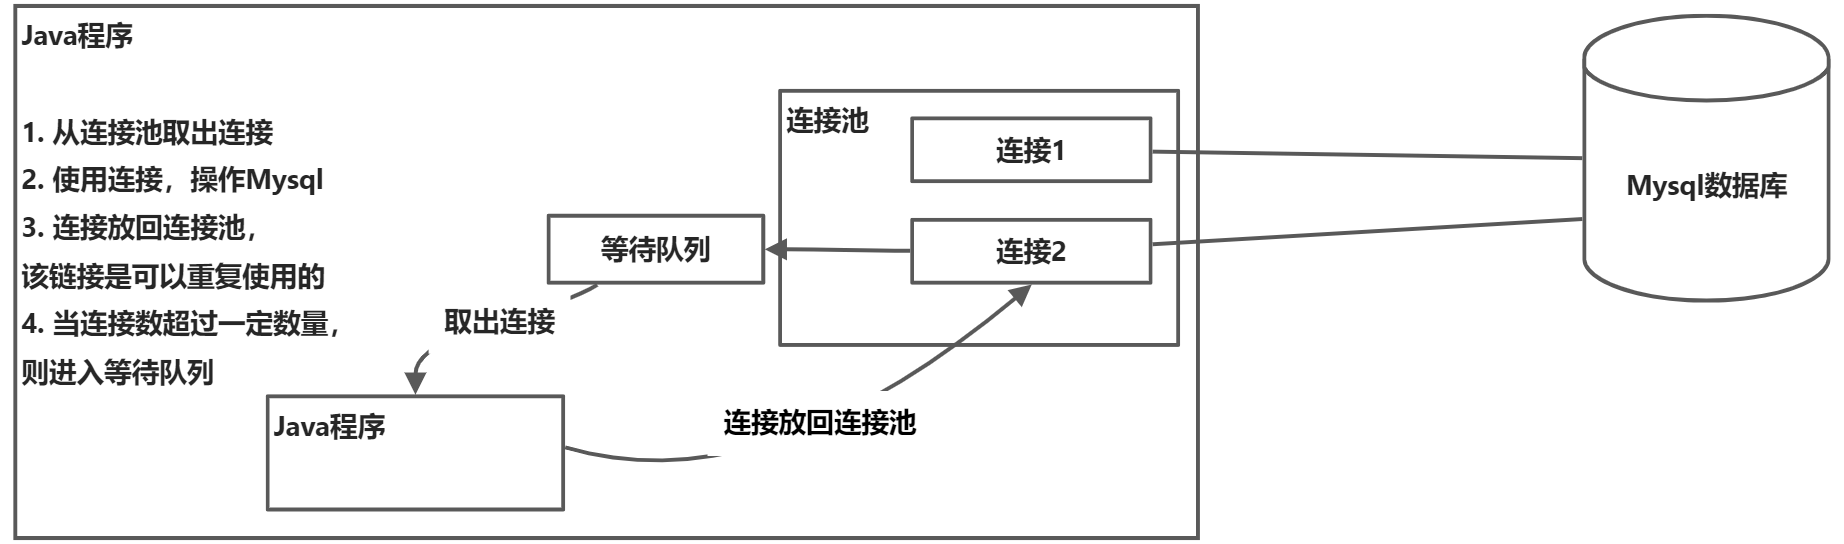 Java程序
1. 从连接池取出连接
2. 使用连接，操作Mysql
3. 连接放回连接池，
该链接是可以重复使用的
4. 当连接数超过一定数量，
则进入等待队列
连接池
连接1
连接2
等待队列
取出连接
Java程序
连接放回连接池
Mysql数据库